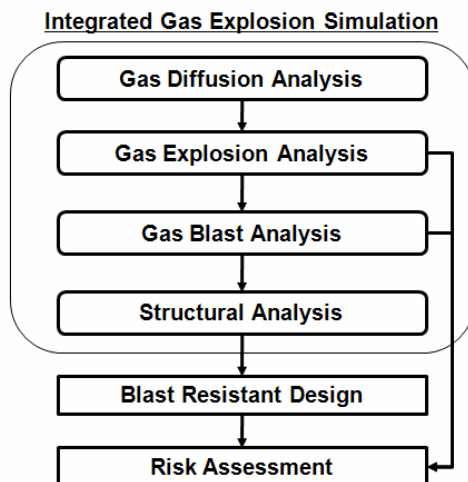 Integrated Gas Explosion Simulation
Gas Diffusion Analysis
Gas Explosion Analysis
Gas Blast Analysis
Structural Analysis
Blast Resistant Design
Risk Assessment